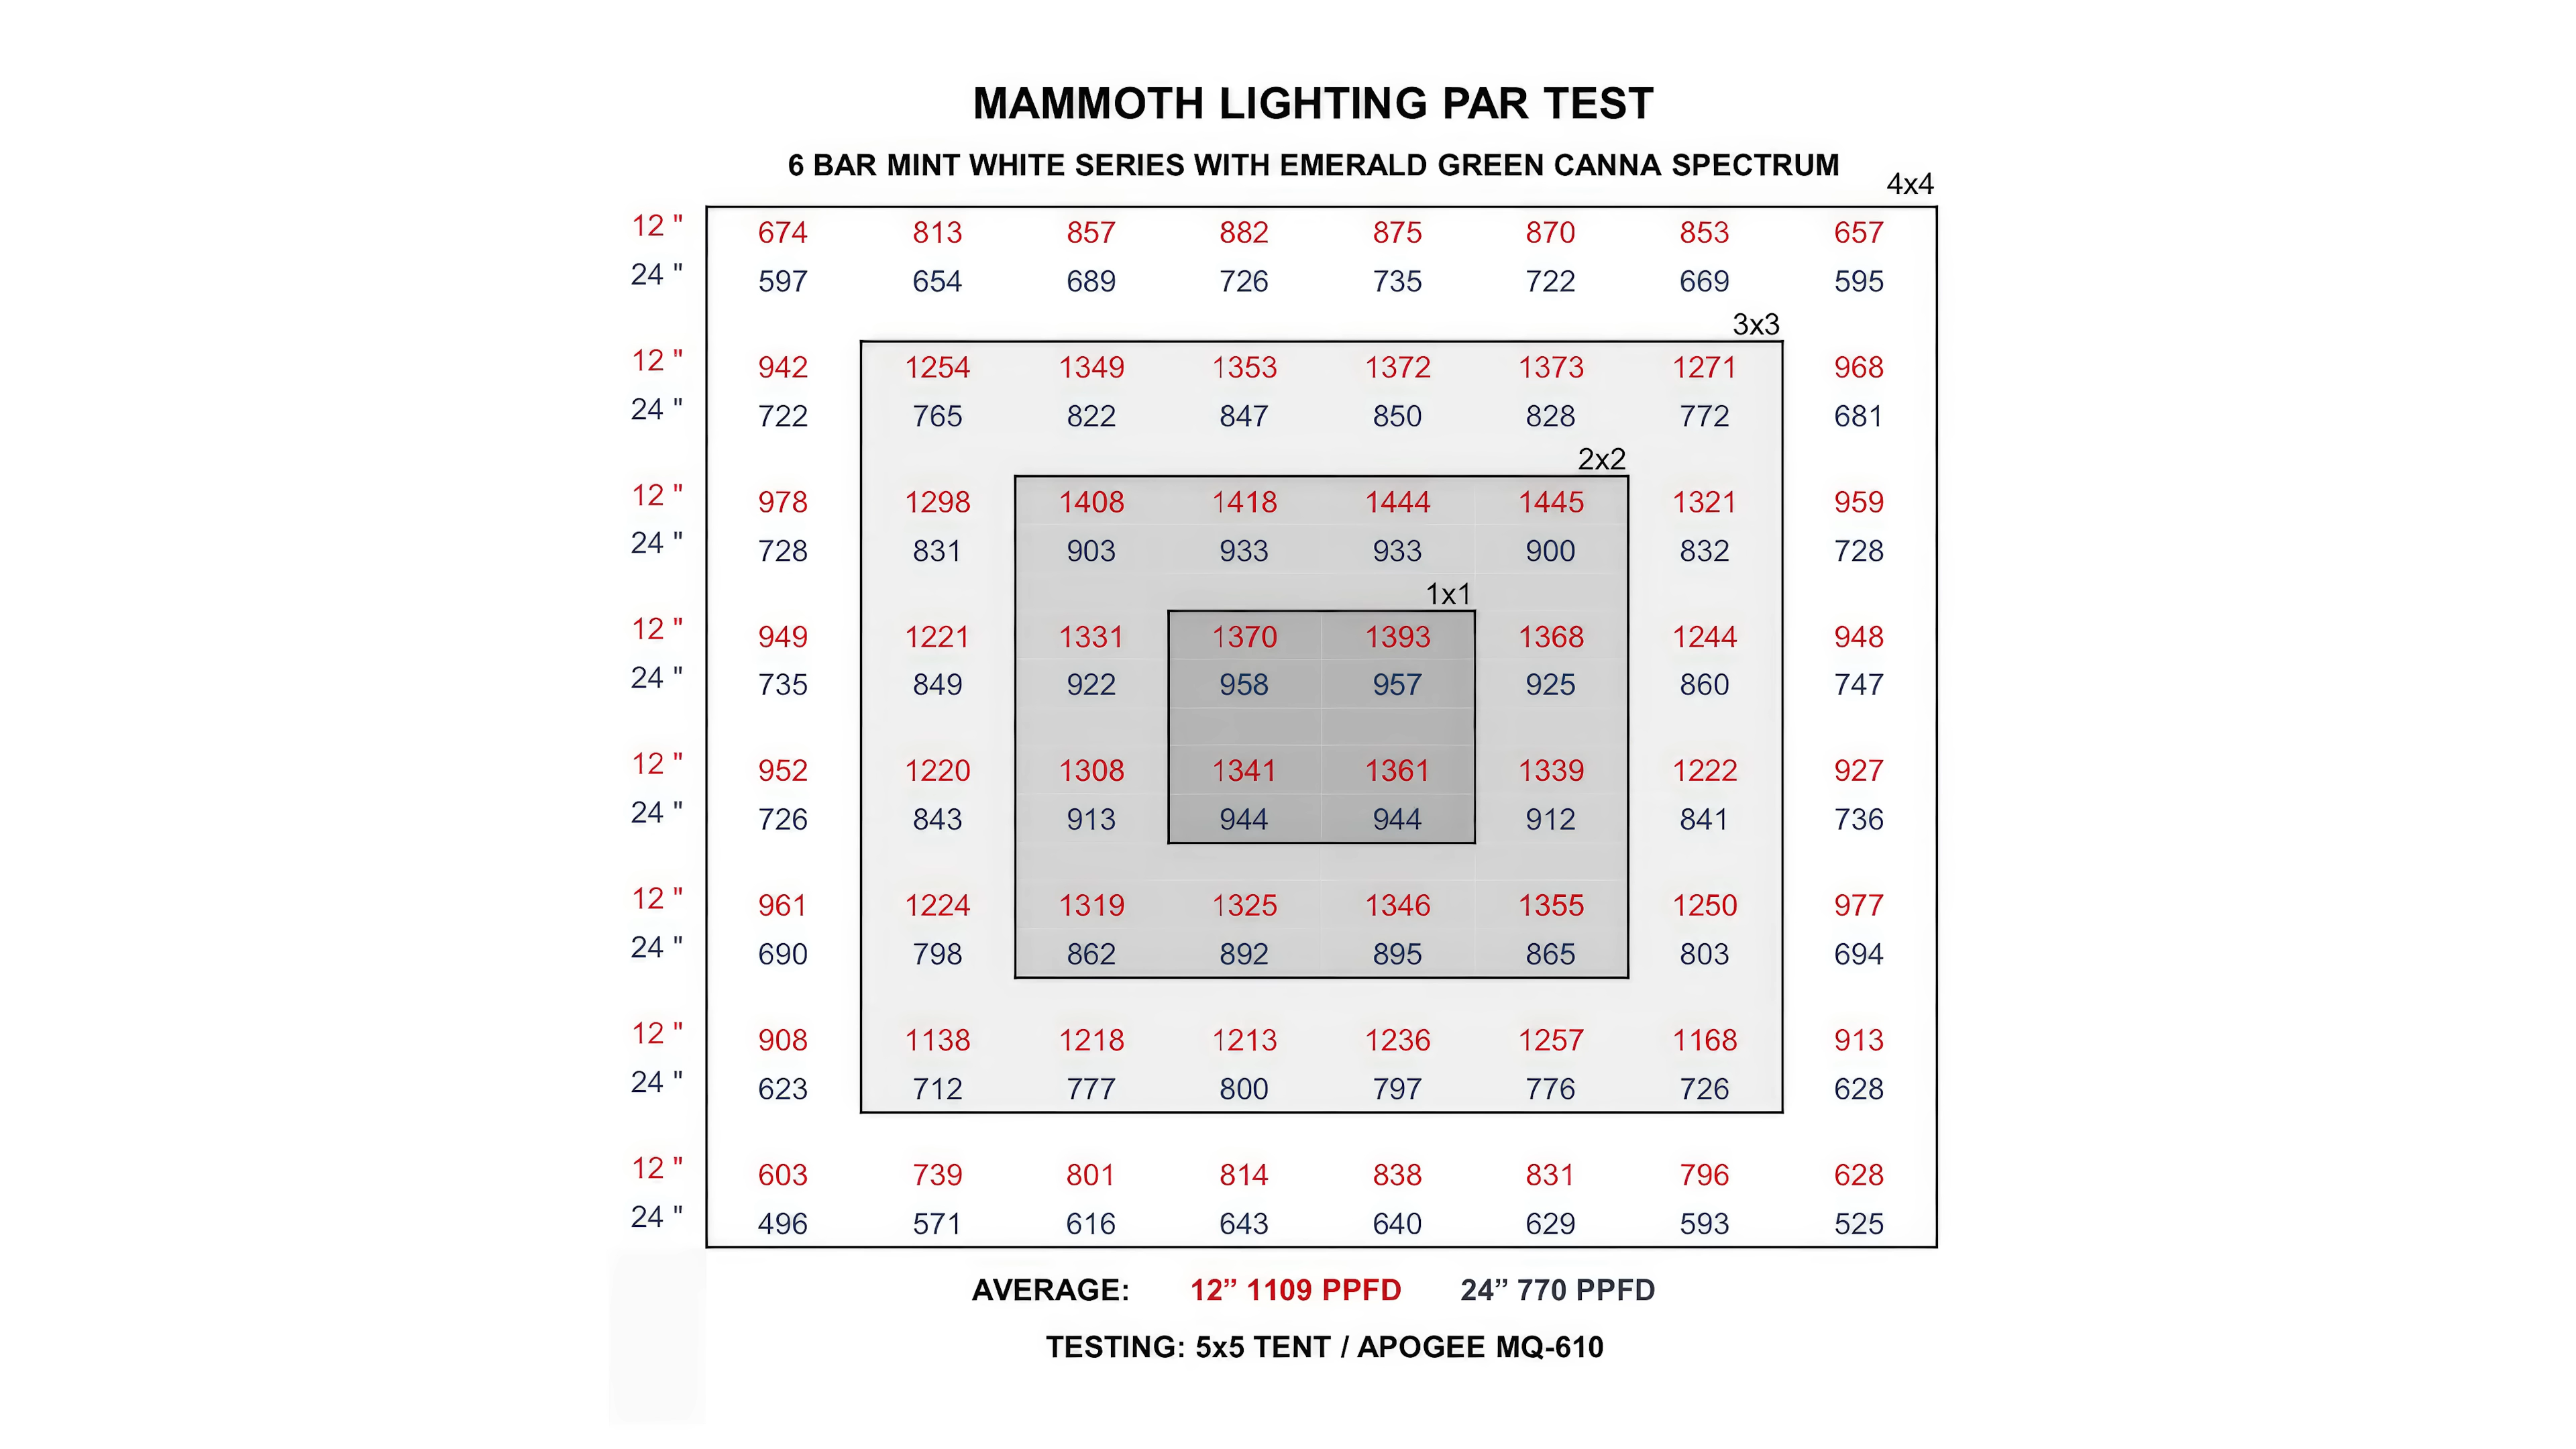 MAMMOTH LIGHTING PAR TEST
6 BAR MINT WHITE SERIES WITH EMERALD GREEN CANNA SPECTRUM
4x4
12 " 674 813 857 882 875 870 853 657
24 " 597 654 689 726 735 722 669 595
3x3
12 " 942 1254 1349 1353 1372 1373 1271 968
24 " 722 765 822 847 850 828 772 681
2x2
12 " 978 1298 1408 1418 1444 1445 1321 959
24 " 728 831 903 933 933 900 832 728
1x1
12 " 949 1221 1331 1370 1393 1368 1244 948
24 " 735 849 922 958 957 925 860 747
12 " 952 1220 1308 1341 1361 1339 1222 927
24 " 726 843 913 944 944 912 841 736
12 " 961 1224 1319 1325 1346 1355 1250 977
24 " 690 798 862 892 895 865 803 694
12 " 908 1138 1218 1213 1236 1257 1168 913
24 " 623 712 777 800 797 776 726 628
12 " 603 739 801 814 838 831 796 628
24 " 496 571 616 643 640 629 593 525
AVERAGE: 12” 1109 PPFD 24” 770 PPFD
TESTING: 5x5 TENT / APOGEE MQ-610